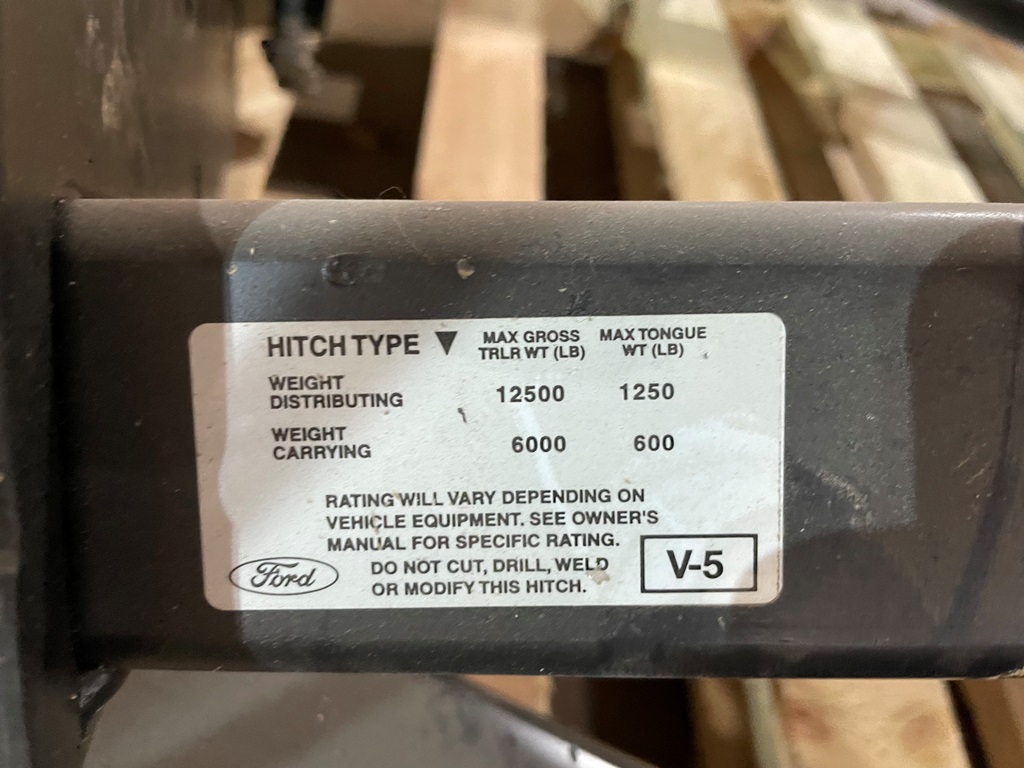 HITCH TYPE ▼ MAX GROSS TRLR WT (LB) MAX TONGUE WT (LB)
WEIGHT DISTRIBUTING 12500 1250
WEIGHT CARRYING 6000 600
RATING WILL VARY DEPENDING ON
VEHICLE EQUIPMENT. SEE OWNER'S
MANUAL FOR SPECIFIC RATING.
DO NOT CUT, DRILL, WELD
OR MODIFY THIS HITCH.
Ford
V-5